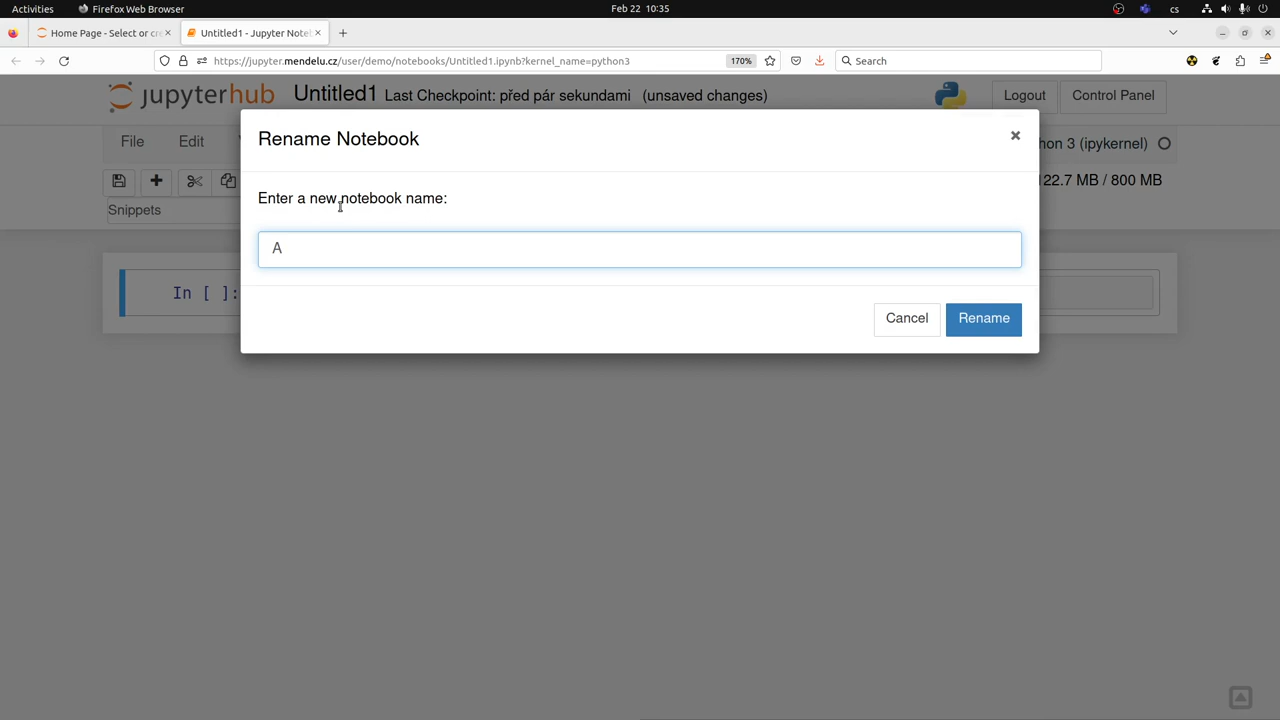 Activities Firefox Web Browser Feb 22 10:35 cs
Home Page - Select or cre Untitled1 - Jupyter Noteb
https://jupyter.mendelu.cz/user/demo/notebooks/Untitled1.ipynb?kernel_name=python3 170% Search
jupyterhub Untitled1 Last Checkpoint: před pár sekundami (unsaved changes) Logout Control Panel
Rename Notebook ×
File Edit hon 3 (ipykernel)
122.7 MB / 800 MB
Enter a new notebook name:
Snippets
A
In [ ]:
Cancel Rename